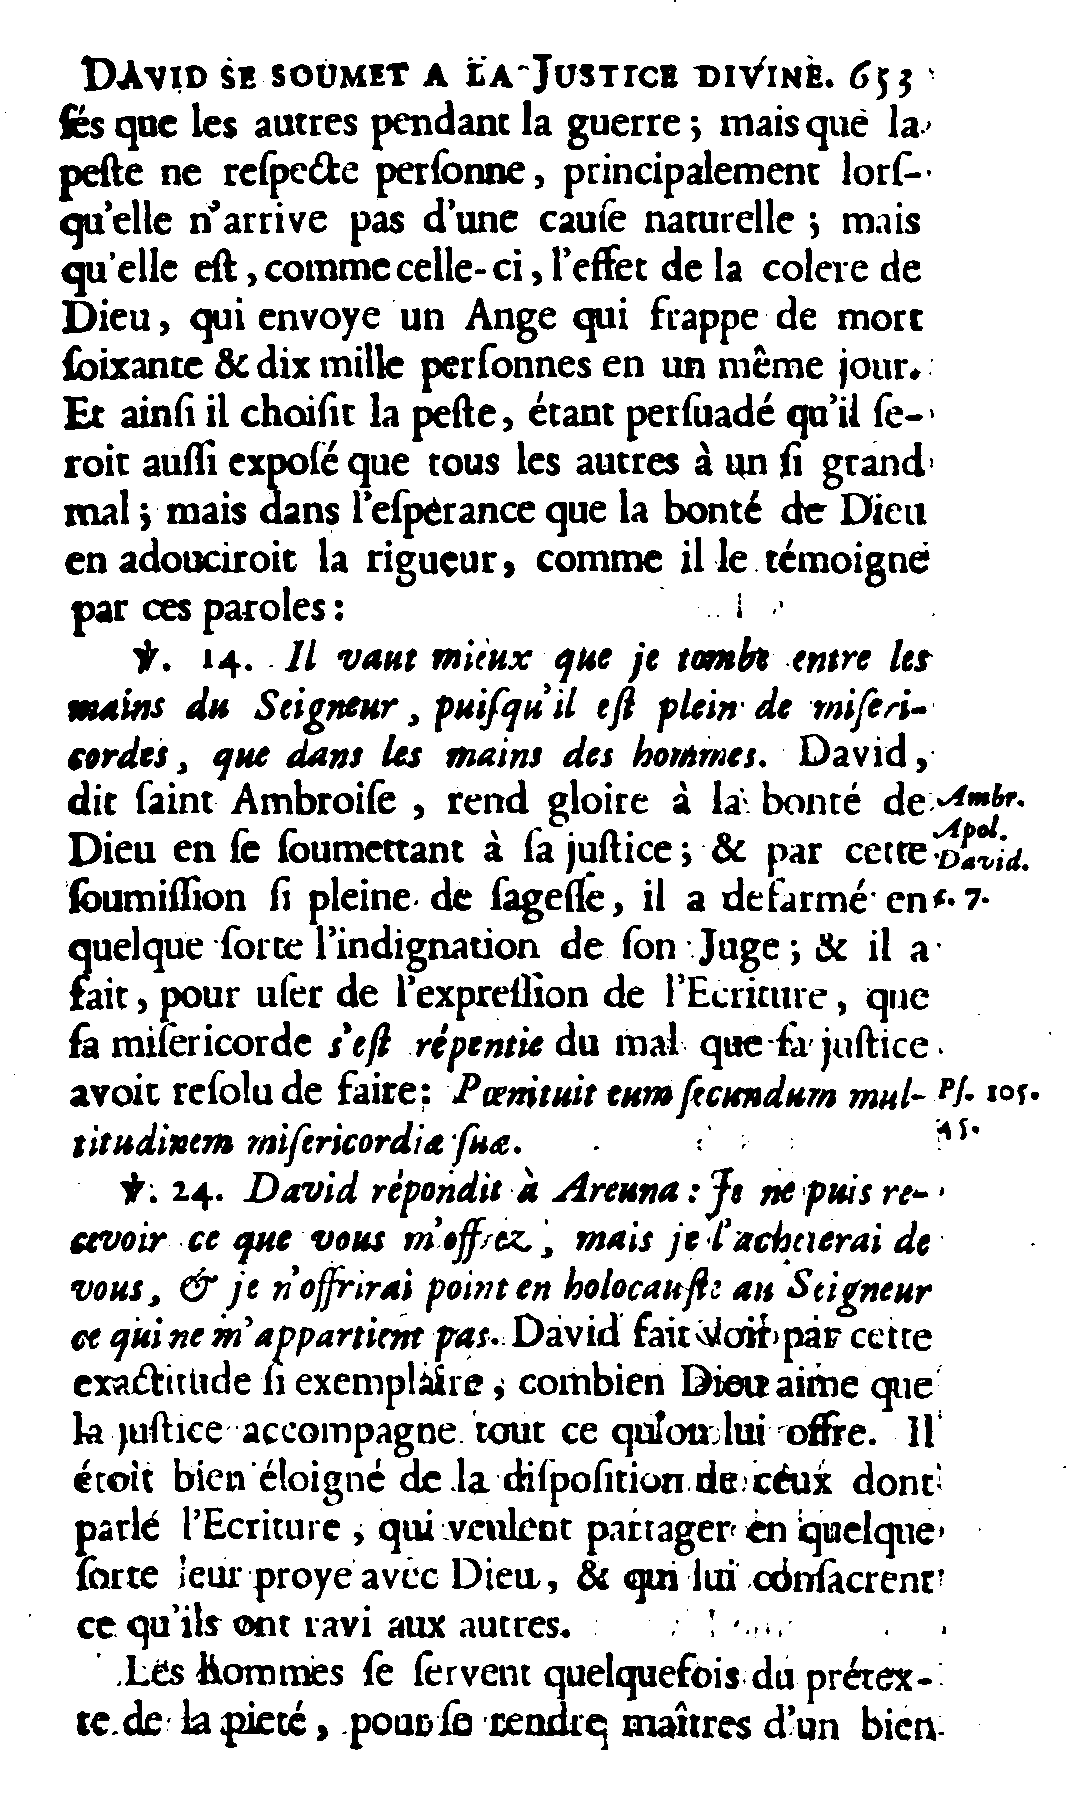 DAVID SE SOUMET A LA JUSTICE DIVINE. 653
ſés que les autres pendant la guerre; mais que la
peſte ne reſpecte perſonne, principalement lorſ-
qu'elle n'arrive pas d'une cauſe naturelle; mais
qu'elle eſt, comme celle-ci, l'effet de la colere de
Dieu, qui envoye un Ange qui frappe de mort
ſoixante & dix mille perſonnes en un même jour.
Et ainſi il choiſit la peſte, étant perſuadé qu'il ſe-
roit auſſi expoſé que tous les autres à un ſi grand
mal; mais dans l'eſpérance que la bonté de Dieu
en adouciroit la rigueur, comme il le témoigne
par ces paroles:
℣. 14. Il vaut mieux que je tombe entre les
mains du Seigneur, puiſqu'il eſt plein de miſeri-
cordes, que dans les mains des hommes. David,
dit ſaint Ambroiſe, rend gloire à la bonté de
Dieu en ſe ſoumettant à ſa juſtice; & par cette
ſoumiſſion ſi pleine de ſageſſe, il a deſarmé en
quelque ſorte l'indignation de ſon Juge; & il a
fait, pour uſer de l'expreſſion de l'Ecriture, que
ſa miſericorde s'eſt répentie du mal que ſa juſtice
avoit reſolu de faire: Pœnituit eum ſecundum mul-
titudinem miſericordiæ ſuæ.
℣. 24. David répondit à Areuna: Je ne puis re-
cevoir ce que vous m'offrez, mais je l'acheterai de
vous, & je n'offrirai point en holocauſte au Seigneur
ce qui ne m'appartient pas. David fait voir par cette
exactitude ſi exemplaire, combien Dieu aime que
la juſtice accompagne tout ce qu'on lui offre. Il
étoit bien éloigné de la diſpoſition de ceux dont
parlé l'Ecriture, qui veulent partager en quelque
ſorte leur proye avec Dieu, & qui lui conſacrent
ce qu'ils ont ravi aux autres.
Les hommes ſe ſervent quelquefois du prétex-
te de la pieté, pour ſe rendre maîtres d'un bien
Ambr.
Apol.
David.
c. 7.
Pſ. 105.
45.